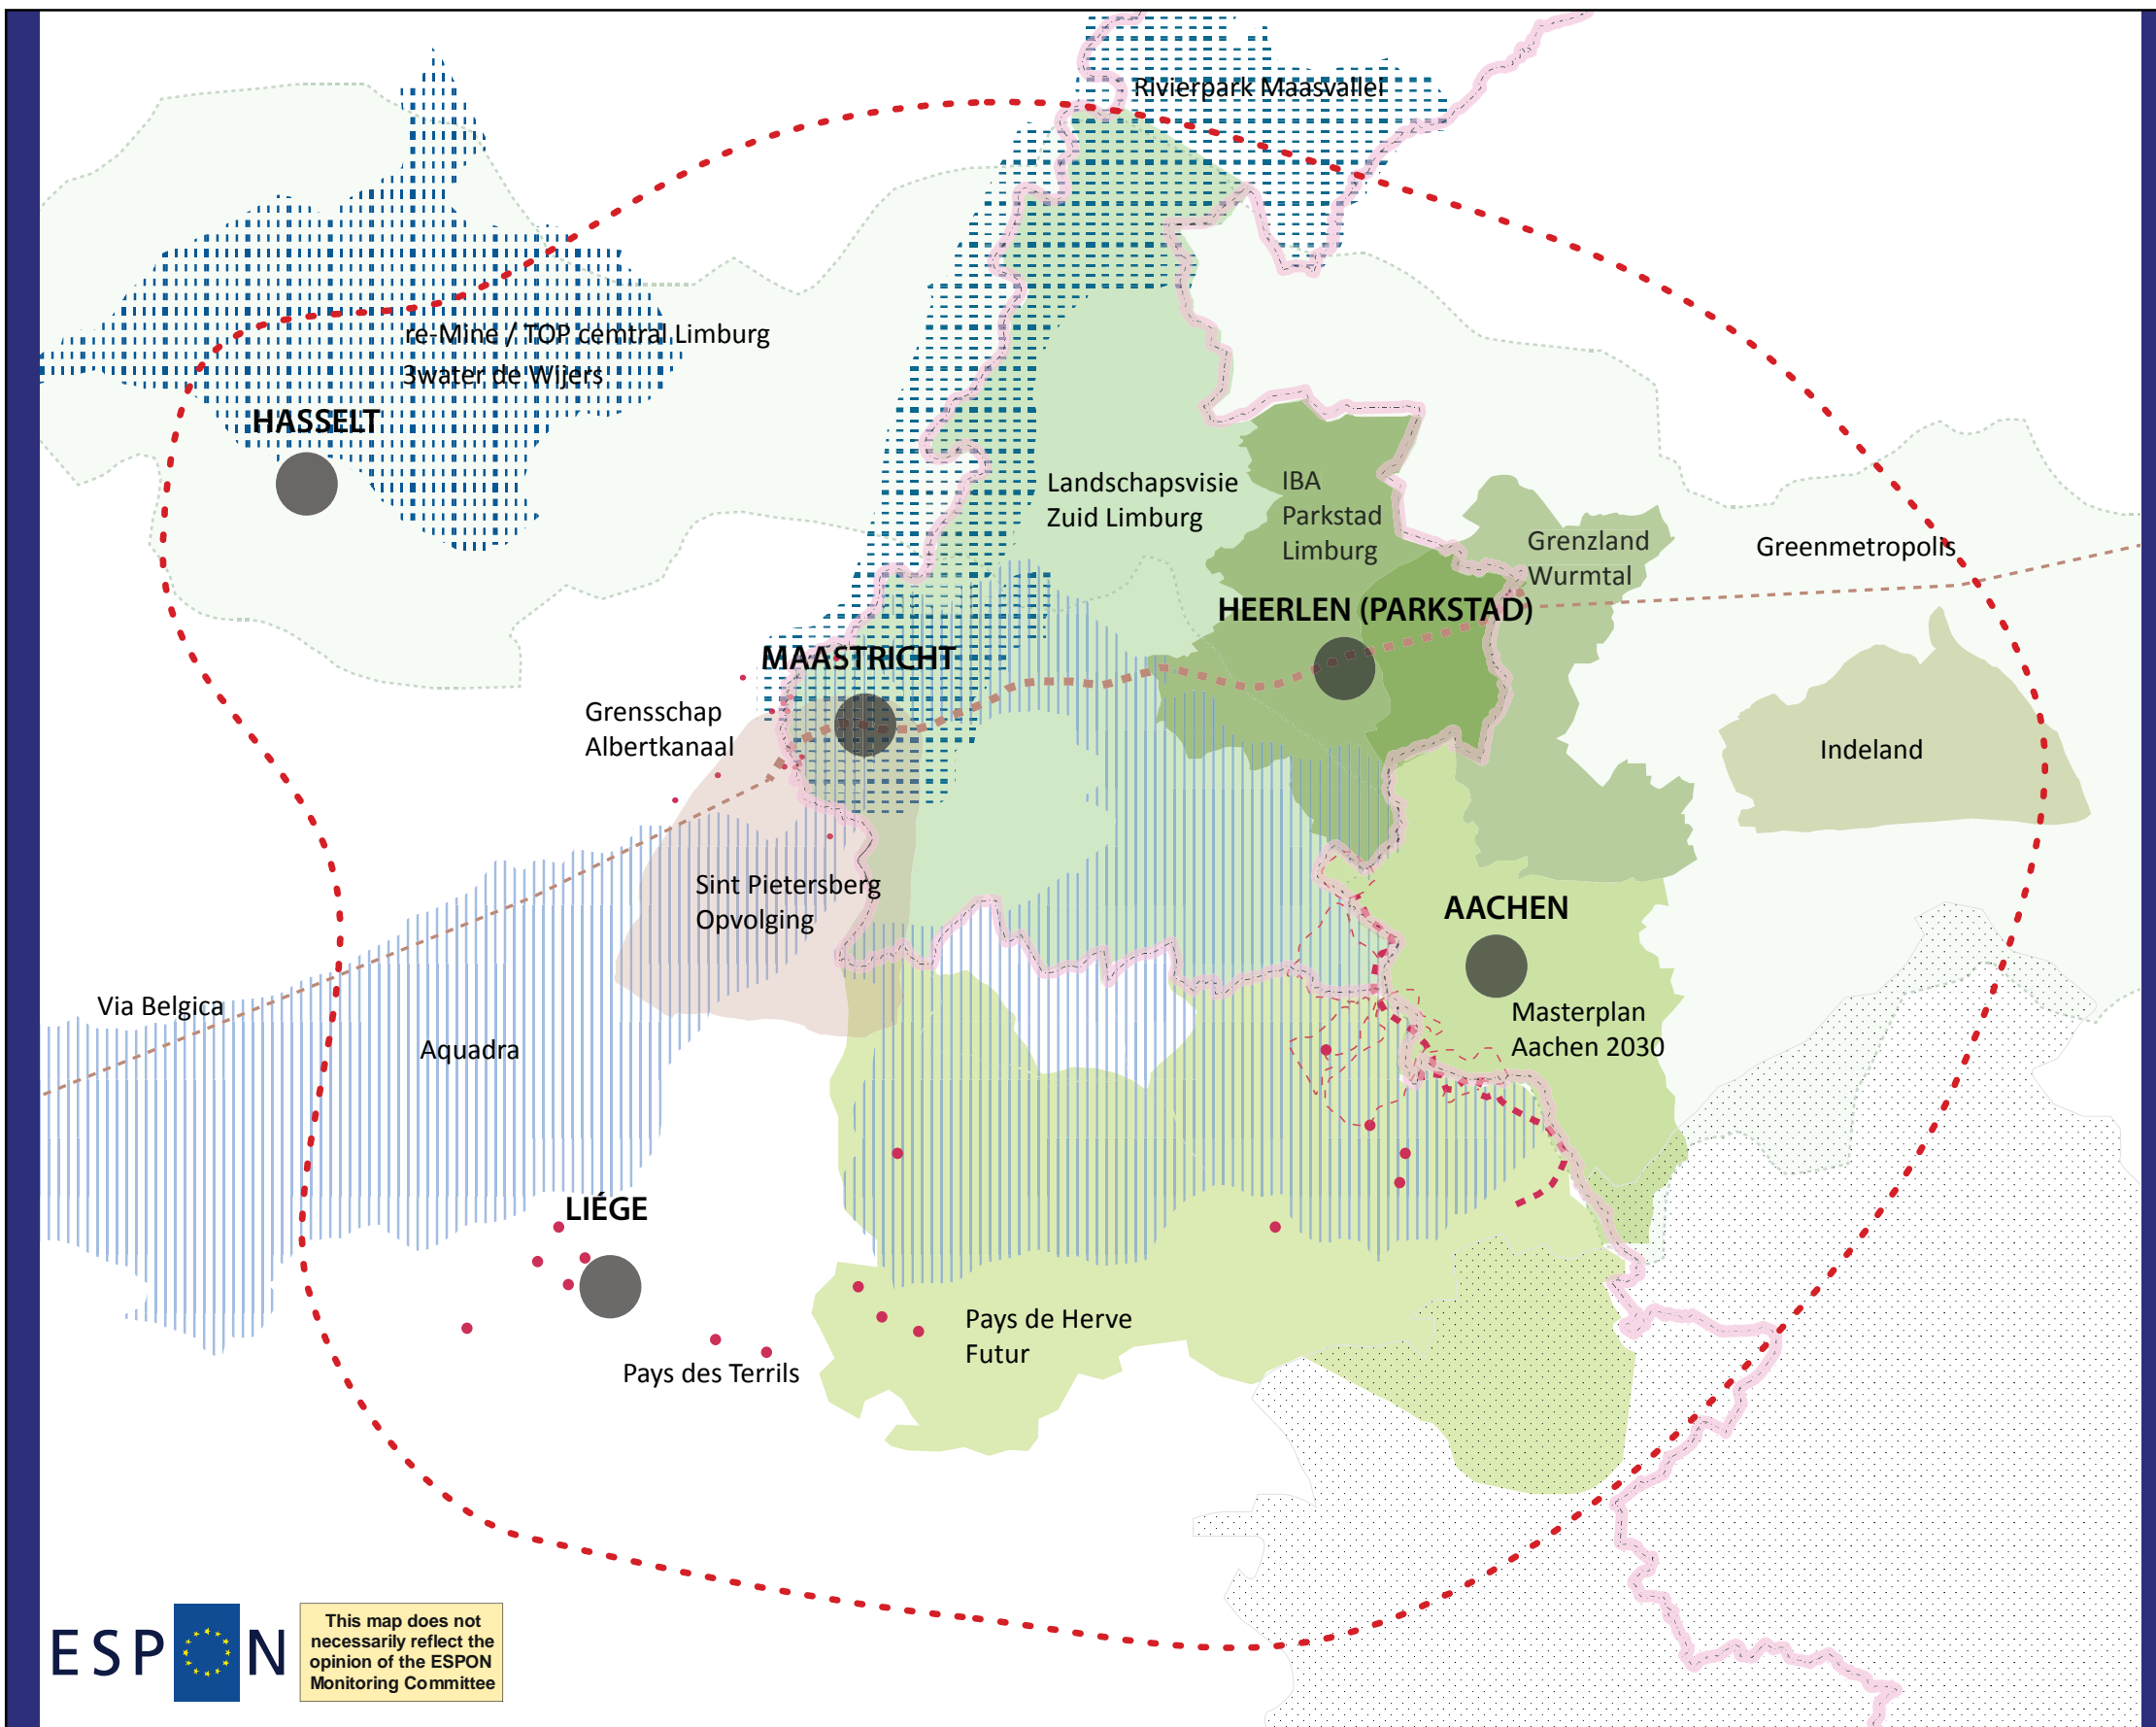 Rivierpark Maasvallei
re-Mine / TOP cemtral Limburg
3water de Wijers
HASSELT
Landschapsvisie
Zuid Limburg
IBA
Parkstad
Limburg
Grenzland
Wurmtal
Greenmetropolis
HEERLEN (PARKSTAD)
MAASTRICHT
Grensschap
Albertkanaal
Indeland
Sint Pietersberg
Opvolging
AACHEN
Masterplan
Aachen 2030
Via Belgica
Aquadra
LIÉGE
Pays de Herve
Futur
Pays des Terrils
ESPON
This map does not
necessarily reflect the
opinion of the ESPON
Monitoring Committee